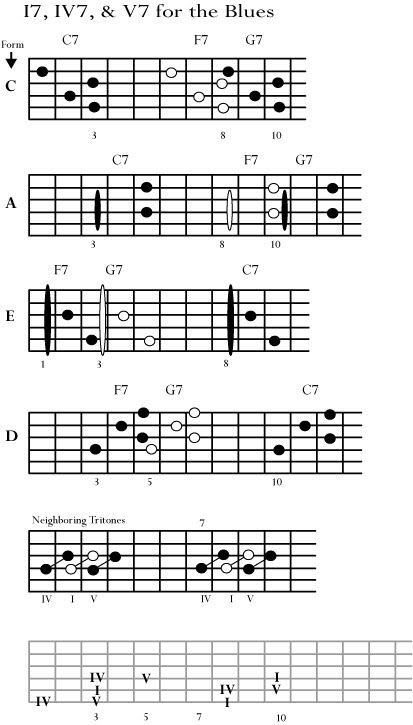 I7, IV7, & V7 for the Blues
Form
C7 F7 G7
C
3 8 10
C7 F7 G7
A
3 8 10
F7 G7 C7
E
1 3 8
F7 G7 C7
D
3 5 10
Neighboring Tritones 7
IV I V IV I V
IV V I
I IV V
IV V I
3 5 7 10